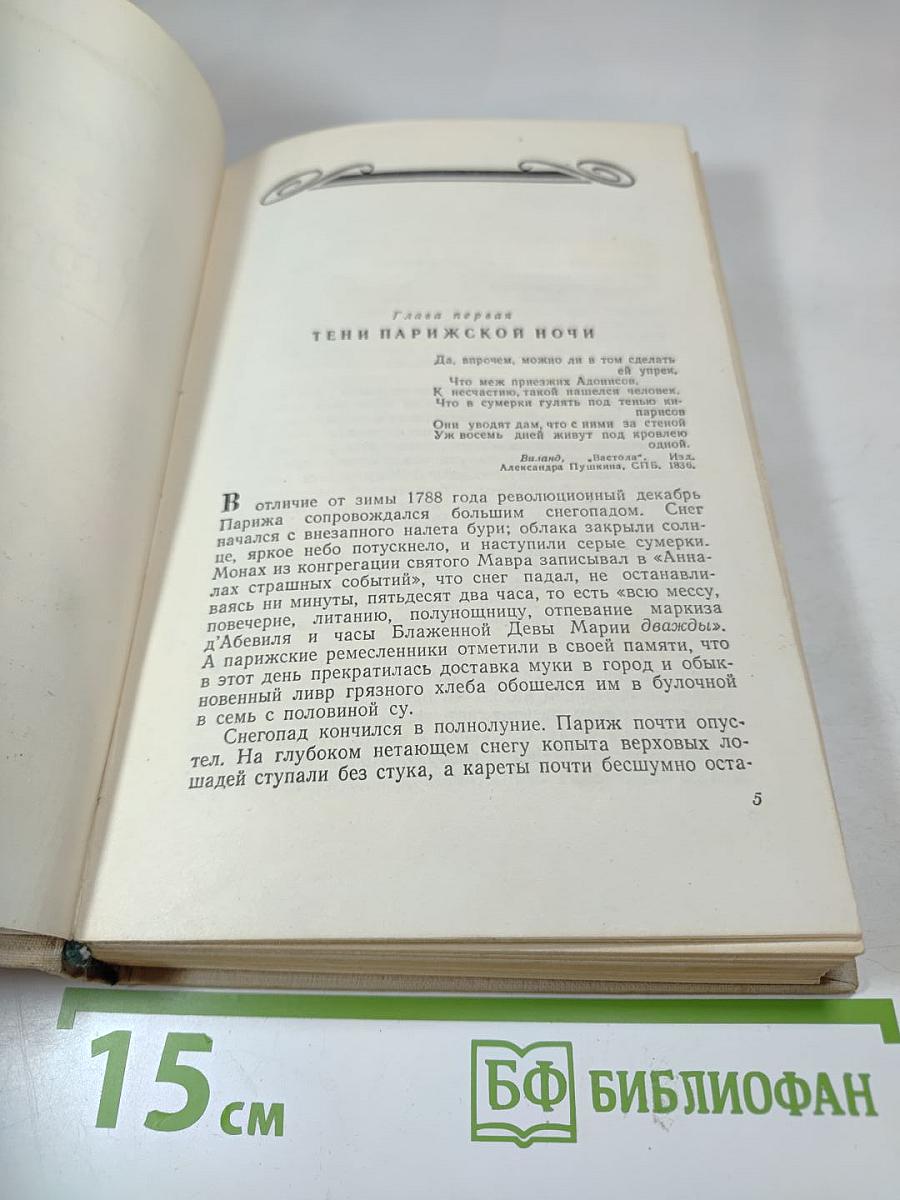 Глава первая
ТЕНИ ПАРИЖСКОЙ НОЧИ
Да, впрочем, можно ли в том сделать
ей упрек,
Что меж приезжих Адонисов,
К несчастию, такой нашелся человек,
Что в сумерки гулять под тенью ки-
парисов
Они уводят дам, что с ними за стеной
Уж восемь дней живут под кровлею
одной.
Виланд, „Вастола“. Изд.
Александра Пушкина, СПБ. 1836.
В отличие от зимы 1788 года революционный декабрь
Парижа сопровождался большим снегопадом. Снег
начался с внезапного налета бури; облака закрыли солн-
це, яркое небо потускнело, и наступили серые сумерки.
Монах из конгрегации святого Мавра записывал в «Анна-
лах страшных событий», что снег падал, не останавли-
ваясь ни минуты, пятьдесят два часа, то есть «всю мессу,
повечерие, литанию, полунощницу, отпевание маркиза
д’Абевиля и часы Блаженной Девы Марии дважды».
А парижские ремесленники отметили в своей памяти, что
в этот день прекратилась доставка муки в город и обык-
новенный ливр грязного хлеба обошелся им в булочной
в семь с половиной су.
Снегопад кончился в полнолуние. Париж почти опус-
тел. На глубоком нетающем снегу копыта верховых ло-
шадей ступали без стука, а кареты почти бесшумно оста-
5
15 см
БФ БИБЛИОФАН